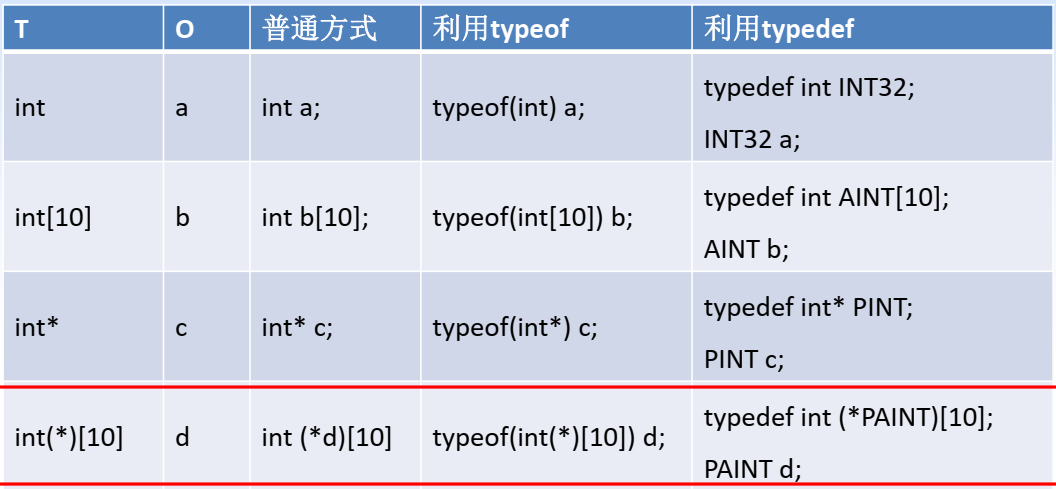 T O 普通方式 利用typeof 利用typedef
int a int a; typeof(int) a; typedef int INT32;
INT32 a;
int[10] b int b[10]; typeof(int[10]) b; typedef int AINT[10];
AINT b;
int* c int* c; typeof(int*) c; typedef int* PINT;
PINT c;
int(*)[10] d int (*d)[10] typeof(int(*)[10]) d; typedef int (*PAINT)[10];
PAINT d;